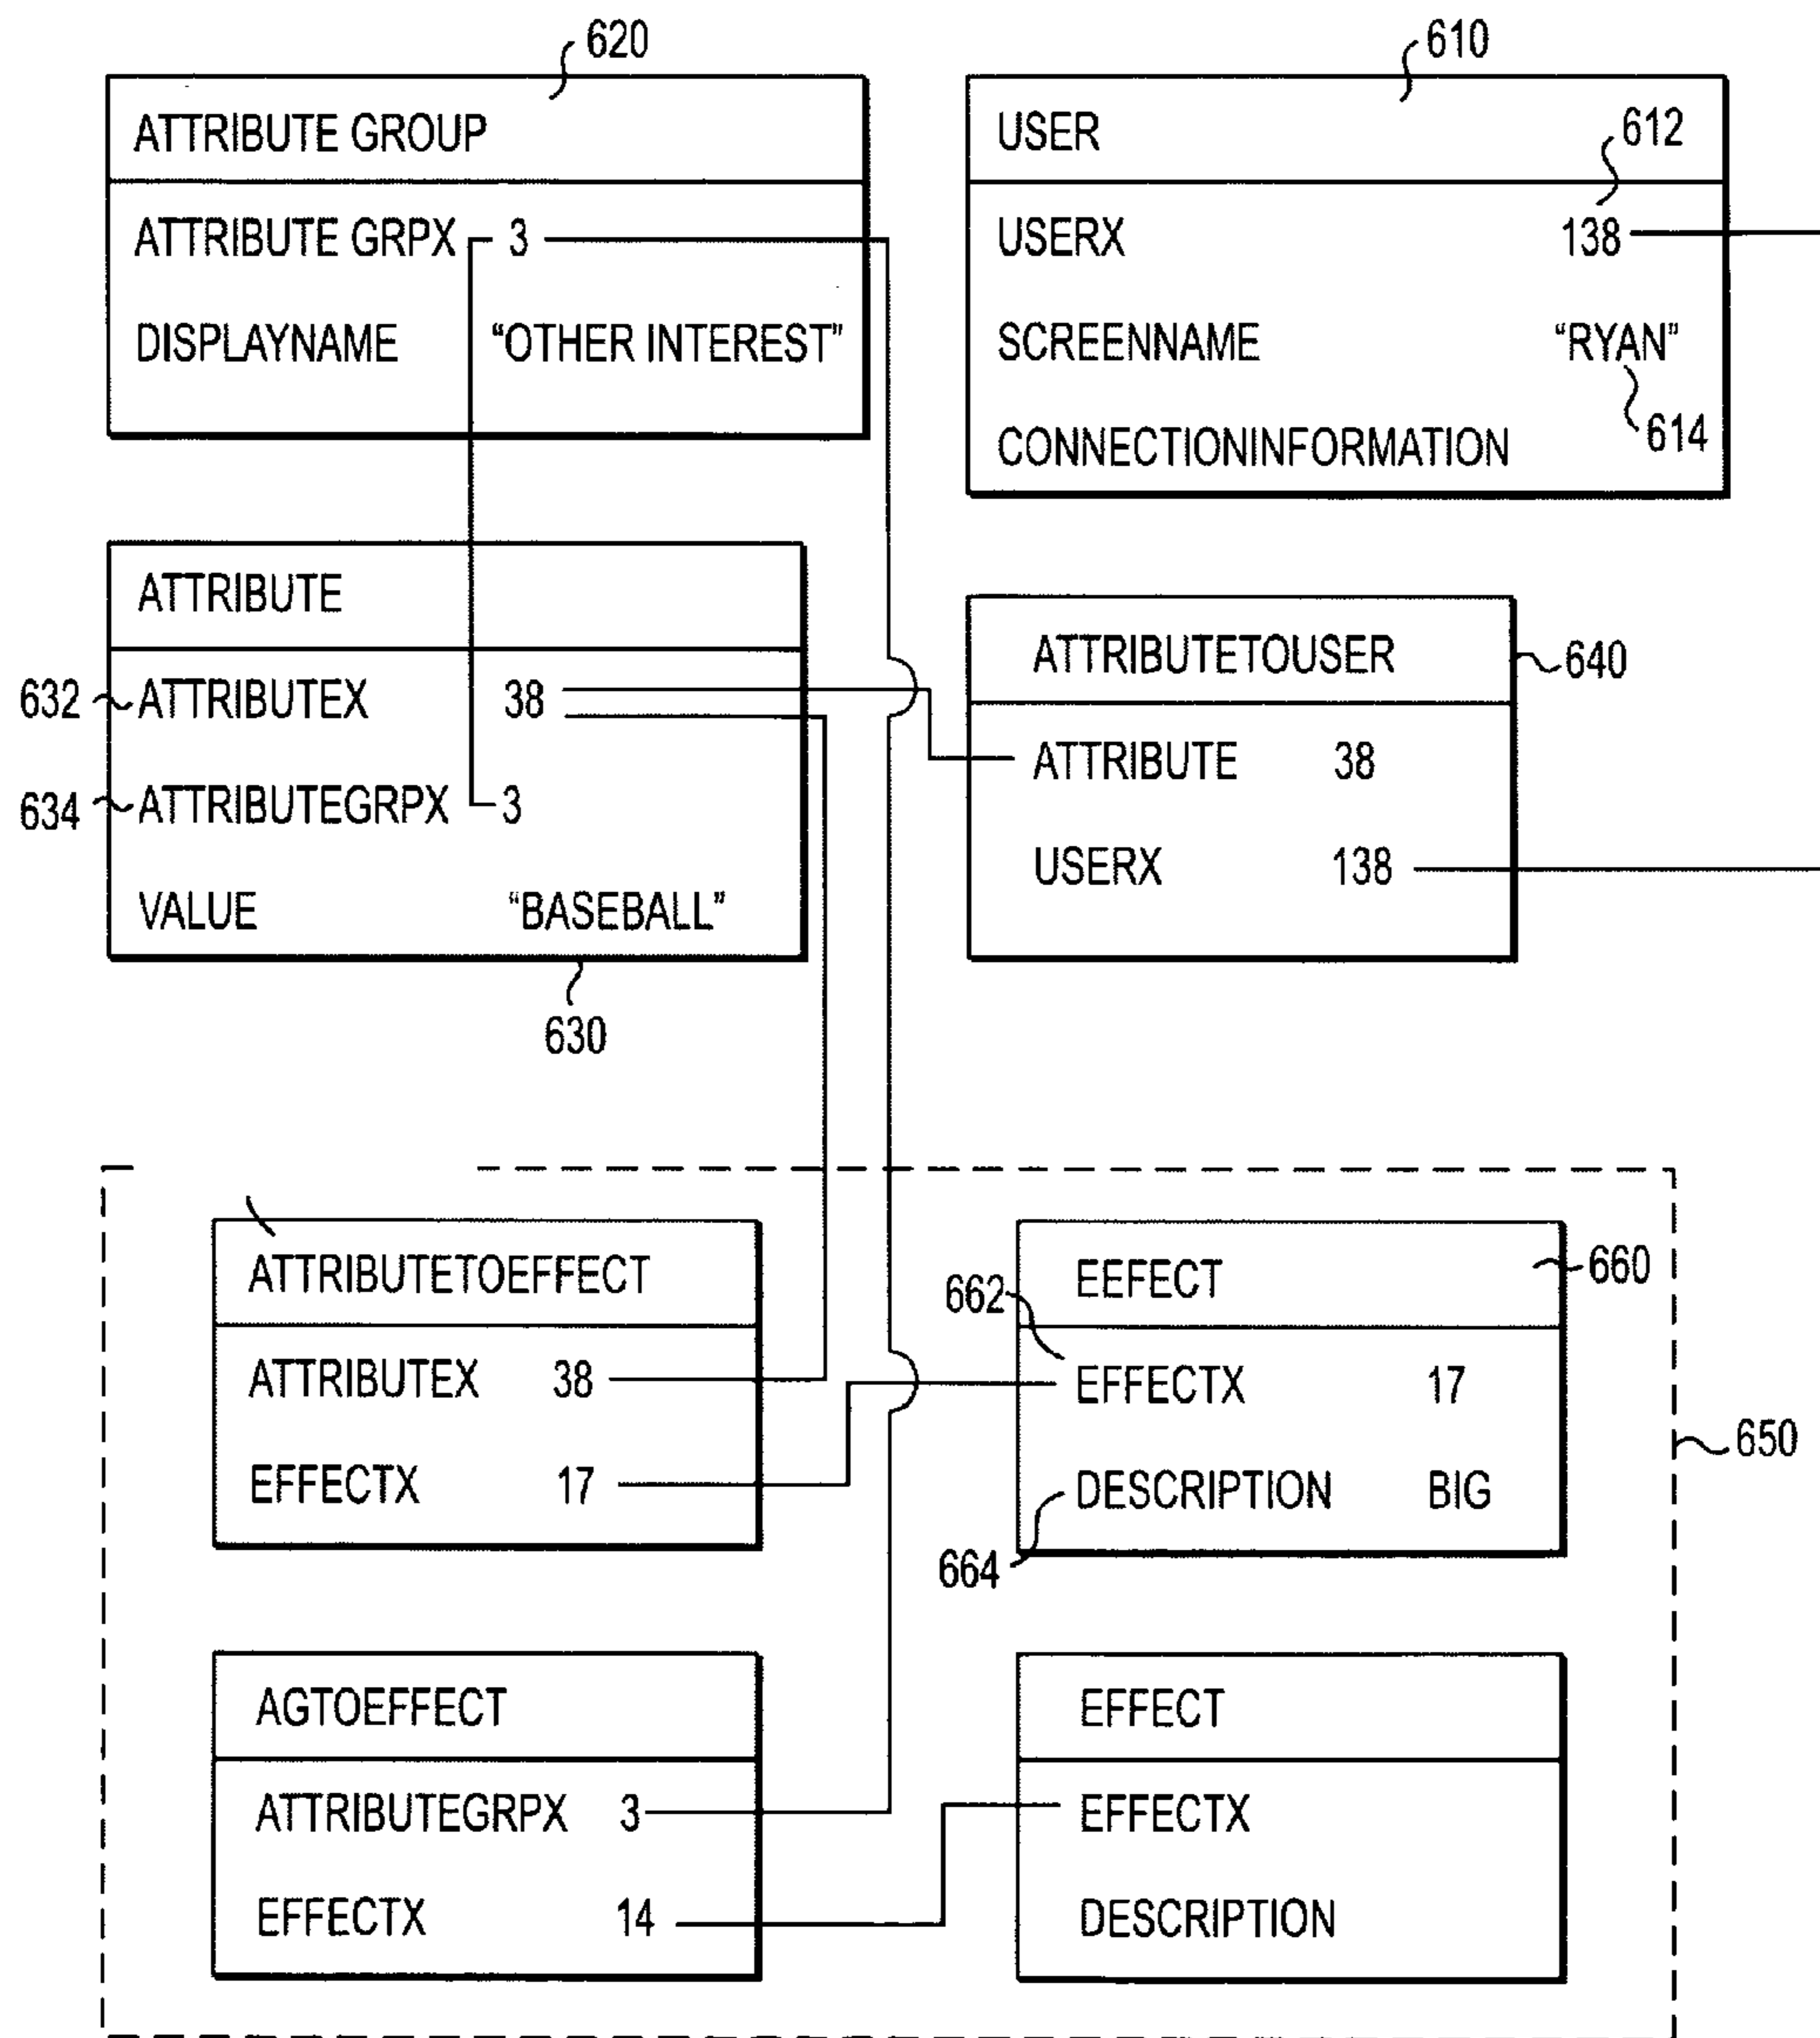 620
ATTRIBUTE GROUP
ATTRIBUTE GRPX 3
DISPLAYNAME "OTHER INTEREST"
610
USER
612
USERX 138
SCREENNAME "RYAN"
614
CONNECTIONINFORMATION
ATTRIBUTE
632 ATTRIBUTEX 38
634 ATTRIBUTEGRPX 3
VALUE "BASEBALL"
630
ATTRIBUTETOUSER
640
ATTRIBUTE 38
USERX 138
ATTRIBUTETOEFFECT
ATTRIBUTEX 38
EFFECTX 17
EEFECT
660
662
EFFECTX 17
650
DESCRIPTION BIG
664
AGTOEFFECT
ATTRIBUTEGRPX 3
EFFECTX 14
EFFECT
EFFECTX
DESCRIPTION